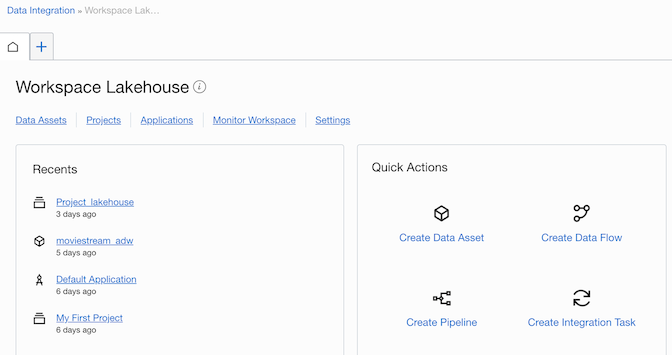 Data Integration » Workspace Lak…
Workspace Lakehouse
Data Assets Projects Applications Monitor Workspace Settings
Recents
Project_lakehouse
3 days ago
moviestream_adw
5 days ago
Default Application
6 days ago
My First Project
6 days ago
Quick Actions
Create Data Asset Create Data Flow
Create Pipeline Create Integration Task